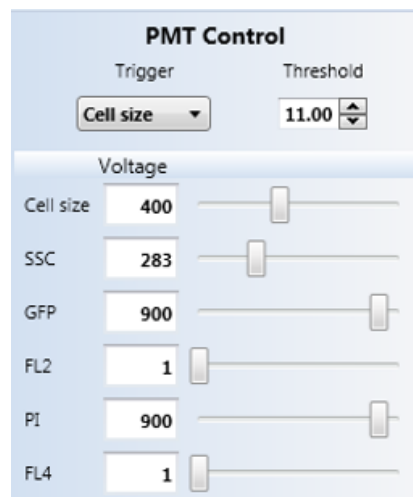 PMT Control
Trigger Threshold
Cell size 11.00
Voltage
Cell size 400
SSC 283
GFP 900
FL2 1
PI 900
FL4 1